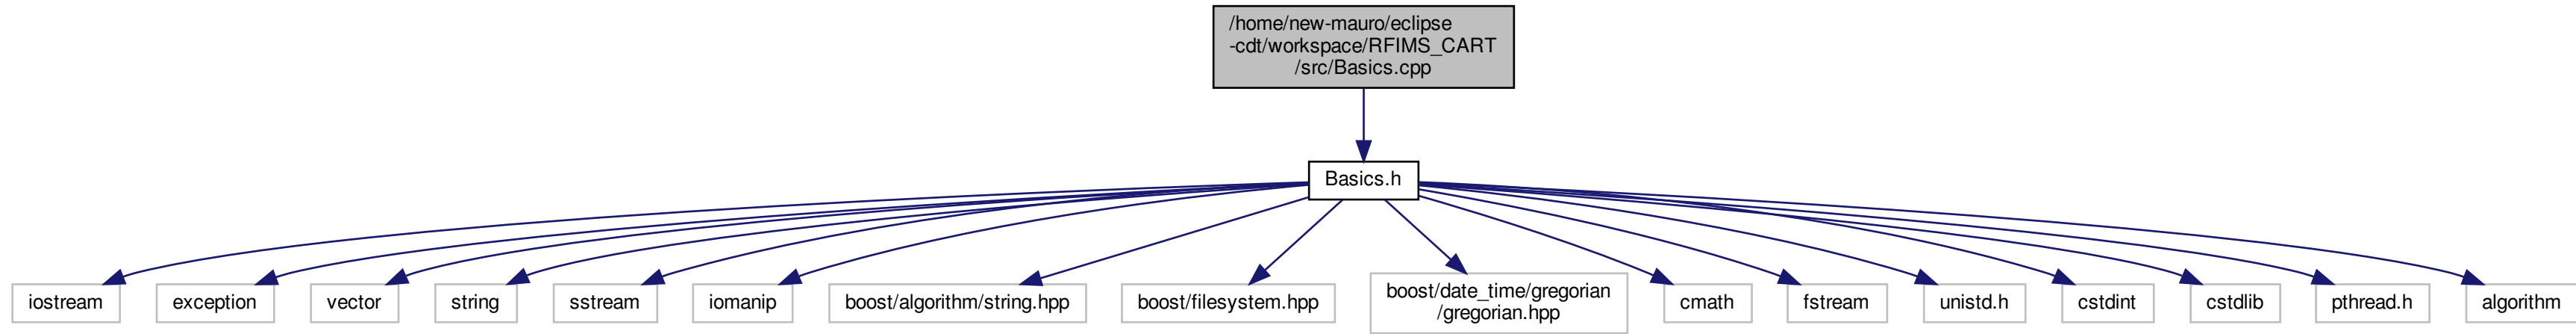 /home/new-mauro/eclipse
-cdt/workspace/RFIMS_CART
/src/Basics.cpp
Basics.h
iostream
exception
vector
string
sstream
iomanip
boost/algorithm/string.hpp
boost/filesystem.hpp
boost/date_time/gregorian
/gregorian.hpp
cmath
fstream
unistd.h
cstdint
cstdlib
pthread.h
algorithm